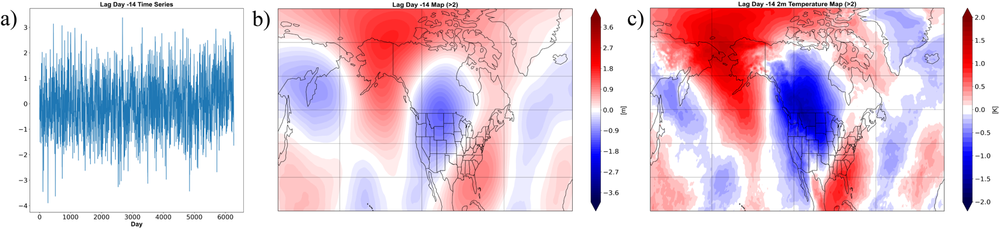 a)
Lag Day -14 Time Series
3
2
1
0
−1
−2
−3
−4
0 1000 2000 3000 4000 5000 6000
Day
b)
Lag Day -14 Map (>2)
3.6
2.7
1.8
0.9
0.0
−0.9
−1.8
−2.7
−3.6
[m]
c)
Lag Day -14 2m Temperature Map (>2)
2.0
1.5
1.0
0.5
0.0
−0.5
−1.0
−1.5
−2.0
[K]